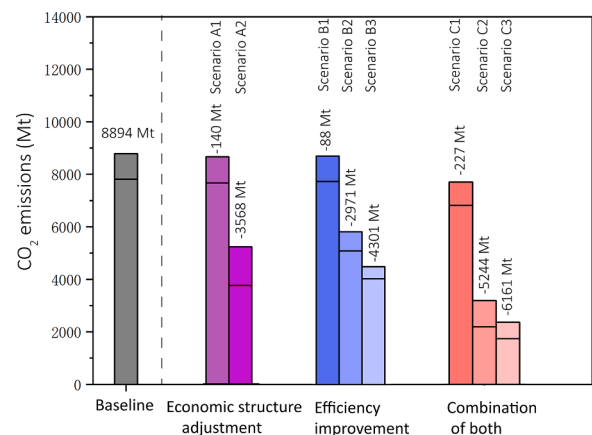 CO2 emissions (Mt)
14000
12000
10000
8000
6000
4000
2000
0
8894 Mt
-140 Mt
Scenario A1
-3568 Mt
Scenario A2
-88 Mt
Scenario B1
-2971 Mt
Scenario B2
-4301 Mt
Scenario B3
-227 Mt
Scenario C1
-5244 Mt
Scenario C2
-6161 Mt
Scenario C3
Baseline
Economic structure
adjustment
Efficiency
improvement
Combination
of both